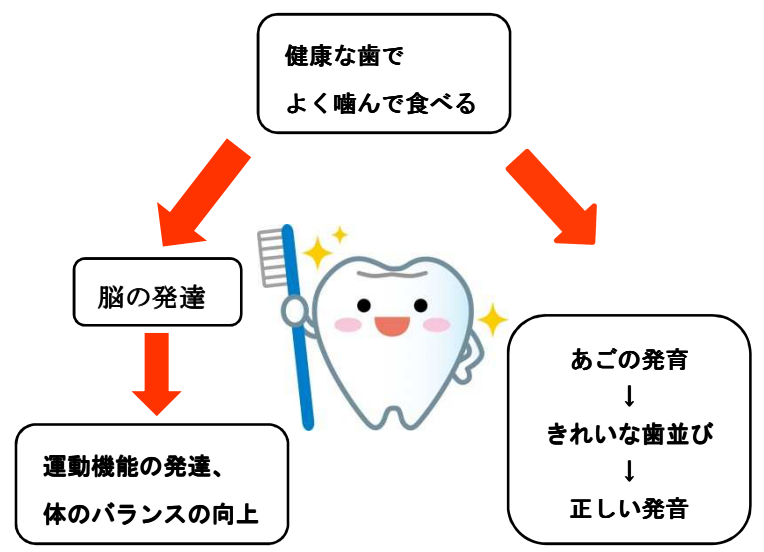 健康な歯で
よく噛んで食べる
脳の発達
運動機能の発達、
体のバランスの向上
あごの発育
↓
きれいな歯並び
↓
正しい発音